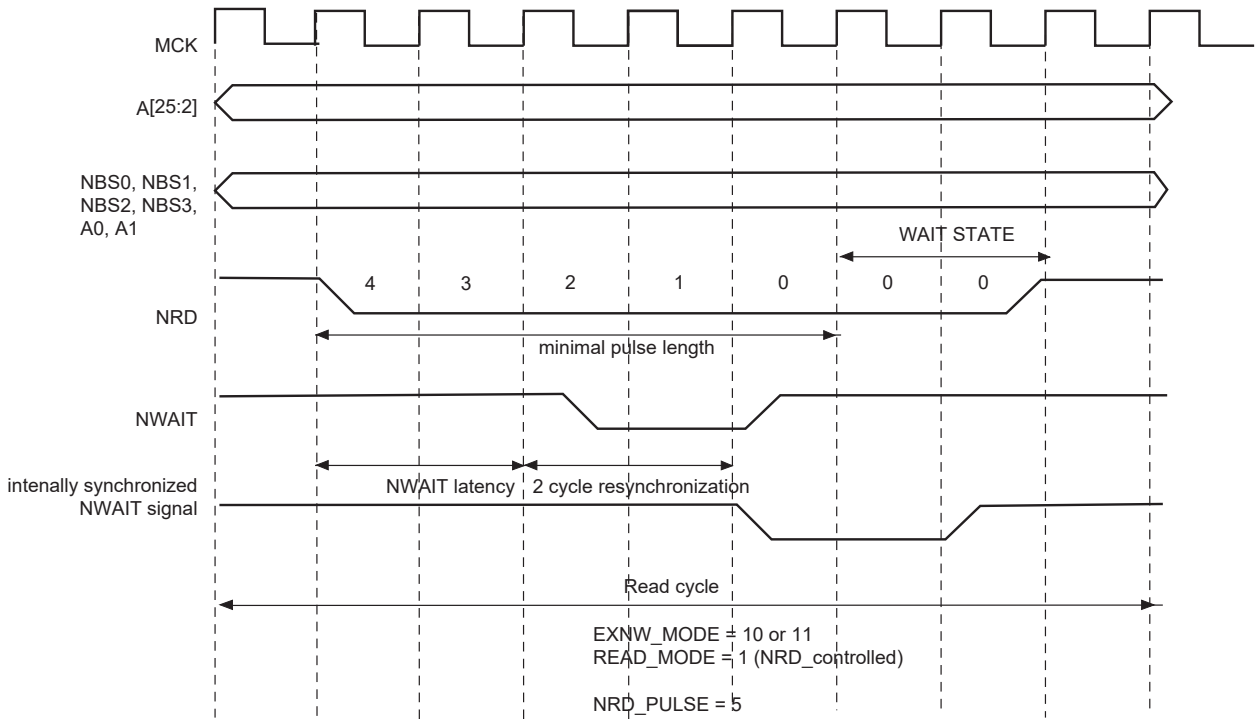 MCK
A[25:2]
NBS0, NBS1,
NBS2, NBS3,
A0, A1
WAIT STATE
4 3 2 1 0 0 0
NRD
minimal pulse length
NWAIT
intenally synchronized
NWAIT signal
NWAIT latency
2 cycle resynchronization
Read cycle
EXNW_MODE = 10 or 11
READ_MODE = 1 (NRD_controlled)
NRD_PULSE = 5